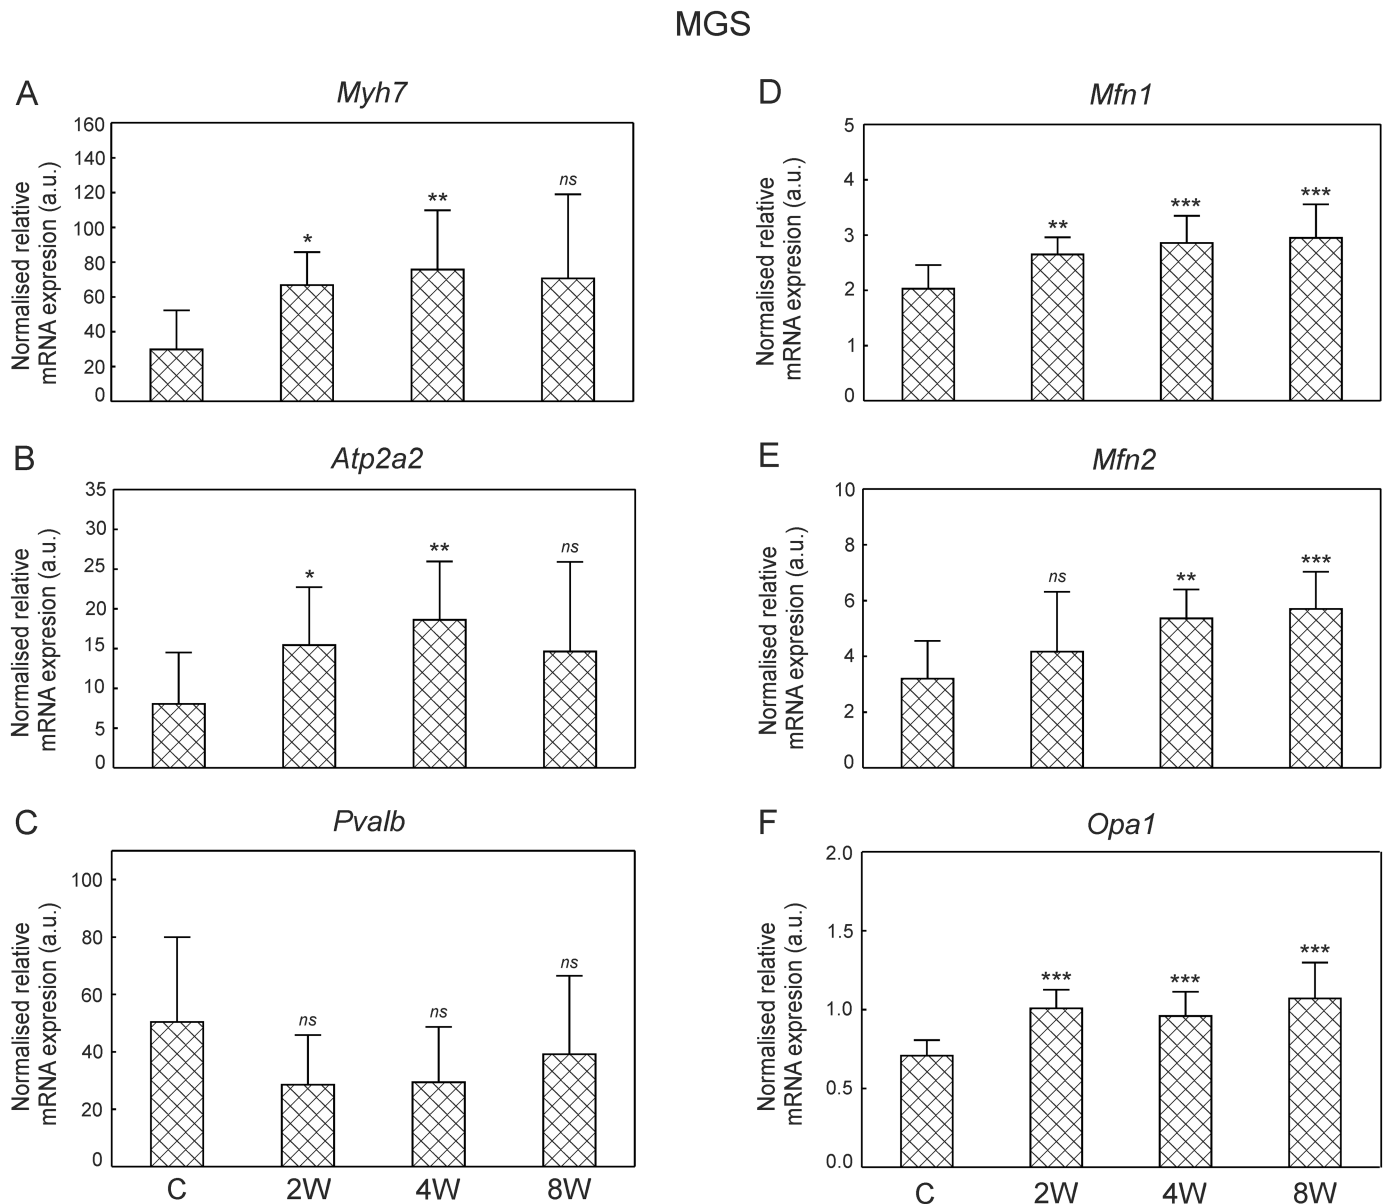 MGS
A
Myh7
Normalised relative
mRNA expresion (a.u.)
160
140
120
100
80
60
40
20
0
*
**
ns
B
Atp2a2
Normalised relative
mRNA expresion (a.u.)
35
30
25
20
15
10
5
0
*
**
ns
C
Pvalb
Normalised relative
mRNA expresion (a.u.)
100
80
60
40
20
0
ns
ns
ns
C 2W 4W 8W
D
Mfn1
Normalised relative
mRNA expresion (a.u.)
5
4
3
2
1
0
**
***
***
E
Mfn2
Normalised relative
mRNA expresion (a.u.)
10
8
6
4
2
0
ns
**
***
F
Opa1
Normalised relative
mRNA expresion (a.u.)
2.0
1.5
1.0
0.5
0.0
***
***
***
C 2W 4W 8W